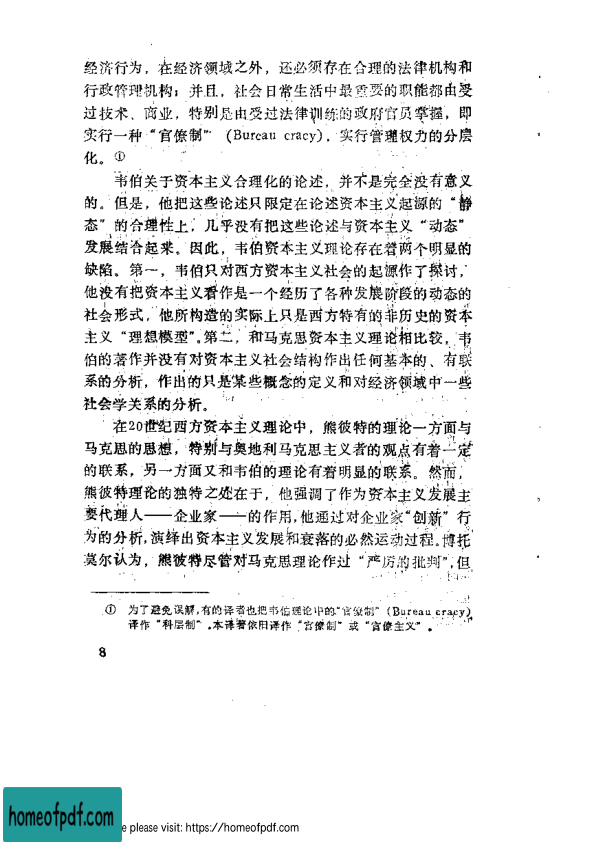 经济行为，在经济领域之外，还必须存在合理的法律机构和
行政管理机构；并且，社会日常生活中最重要的职能都由受
过技术、商业，特别是由受过法律训练的政府官员掌握，即
实行一种“官僚制”（Bureau cracy)，实行管理权力的分层
化。①
韦伯关于资本主义合理化的论述，并不是完全没有意义
的。但是，他把这些论述只限定在论述资本主义起源的“静
态”的合理性上，几乎没有把这些论述与资本主义“动态”
发展结合起来。因此，韦伯资本主义理论存在着两个明显的
缺陷。第一，韦伯只对西方资本主义社会的起源作了探讨，
他没有把资本主义看作是一个经历了各种发展阶段的动态的
社会形式，他所构造的实际上只是西方特有的非历史的资本
主义“理想模型”。第二，和马克思资本主义理论相比较，韦
伯的著作并没有对资本主义社会结构作出任何基本的、有联
系的分析，作出的只是某些概念的定义和对经济领域中一些
社会学关系的分析。
在20世纪西方资本主义理论中，熊彼特的理论一方面与
马克思的思想，特别与奥地利马克思主义者的观点有着一定
的联系，另一方面又和韦伯的理论有着明显的联系。然而，
熊彼特理论的独特之处在于，他强调了作为资本主义发展主
要代理人——企业家——的作用，他通过对企业家“创新”行
为的分析，演绎出资本主义发展和衰落的必然运动过程。博托
莫尔认为，熊彼特尽管对马克思理论作过“严厉的批判”，但
① 为了避免误解，有的译者也把韦伯理论中的“官僚制”（Bureau cracy)
译作“科层制”。本译著依旧译作“官僚制”或“官僚主义”。
8
homeofpdf.com
e please visit: https://homeofpdf.com